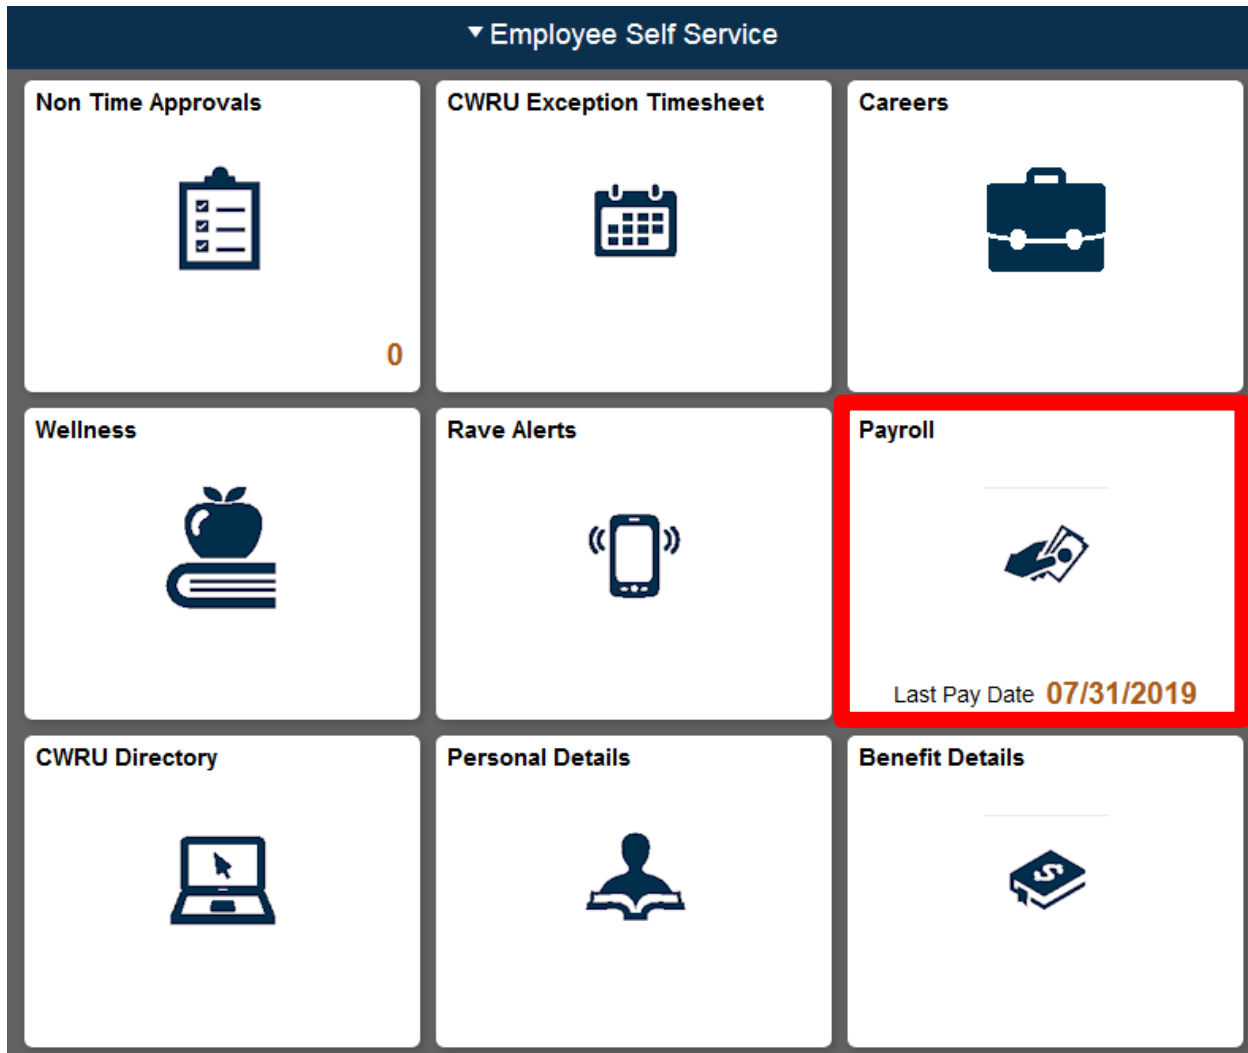 Employee Self Service
Non Time Approvals
CWRU Exception Timesheet
Careers
0
Wellness
Rave Alerts
Payroll
Last Pay Date 07/31/2019
CWRU Directory
Personal Details
Benefit Details
$